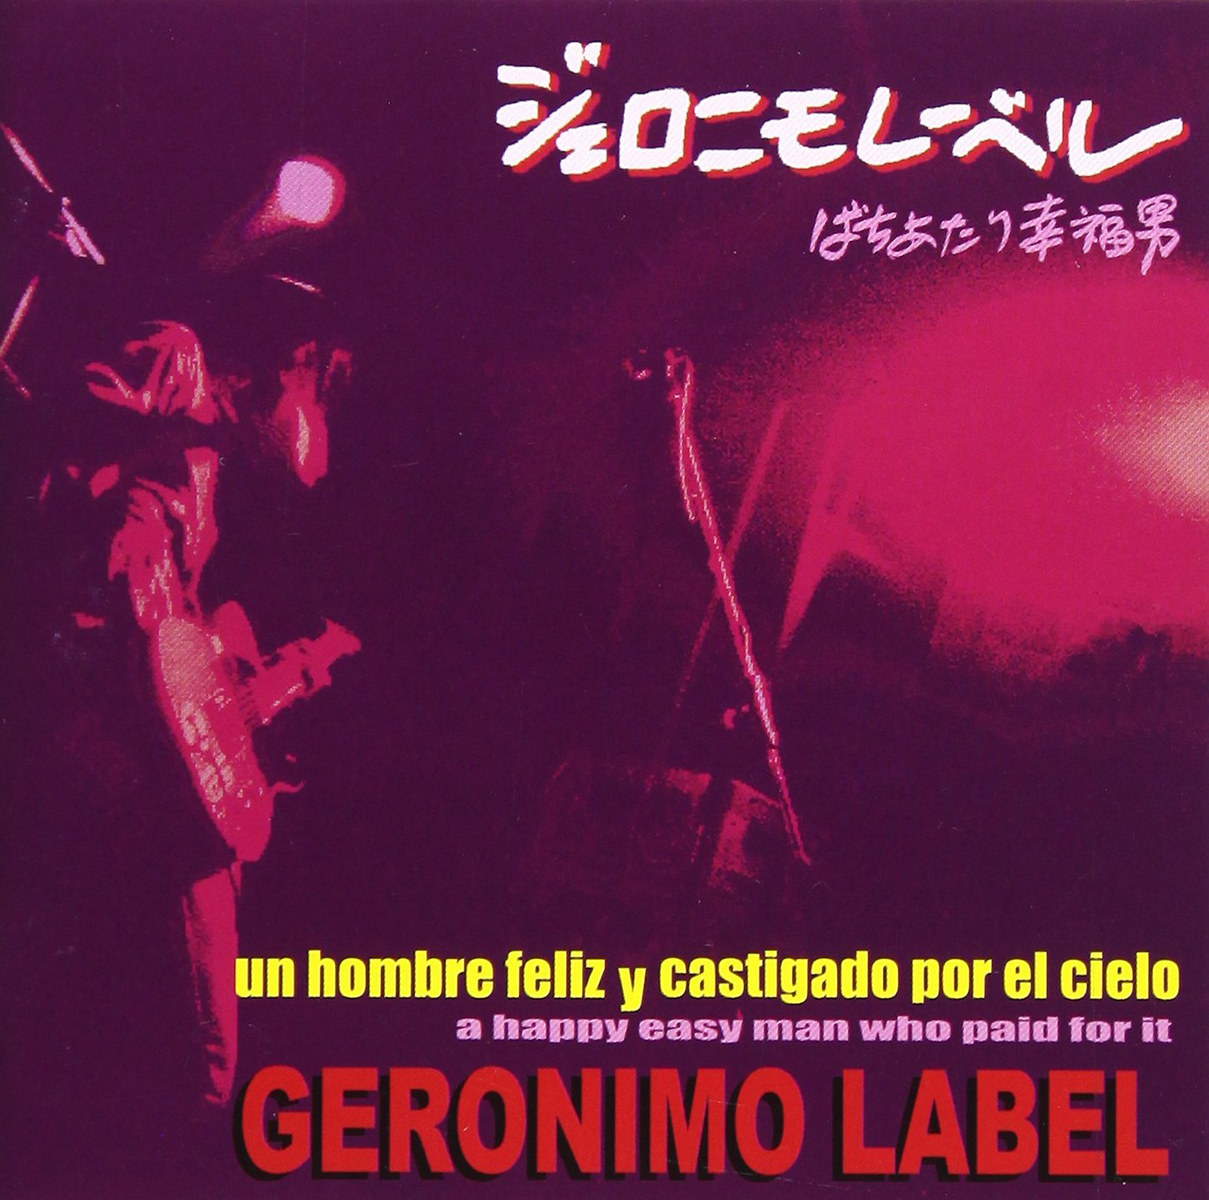 ジェロニモレーベル
ばちあたり幸福男
un hombre feliz y castigado por el cielo
a happy easy man who paid for it
GERONIMO LABEL